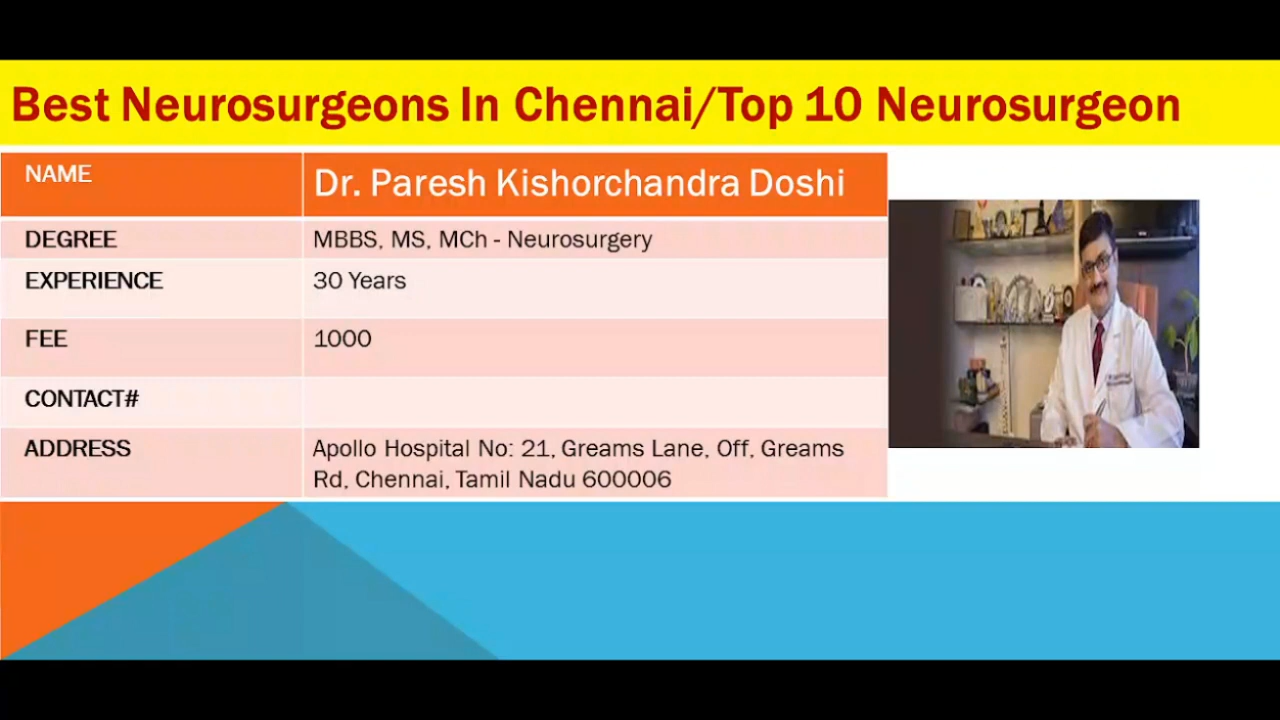 Best Neurosurgeons In Chennai/Top 10 Neurosurgeon
NAME
Dr. Paresh Kishorchandra Doshi
DEGREE
MBBS, MS, MCh - Neurosurgery
EXPERIENCE
30 Years
FEE
1000
CONTACT#
ADDRESS
Apollo Hospital No: 21, Greams Lane, Off, Greams
Rd, Chennai, Tamil Nadu 600006